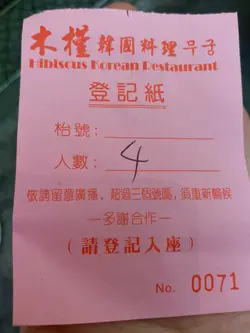 木槿韓國料理무궁
Hibiscus Korean Restaurant
登記紙
枱號：
人數：4
敬請留意廣播，超過三個號碼，須重新輪候
—多謝合作—
（請登記入座）
No. 0071